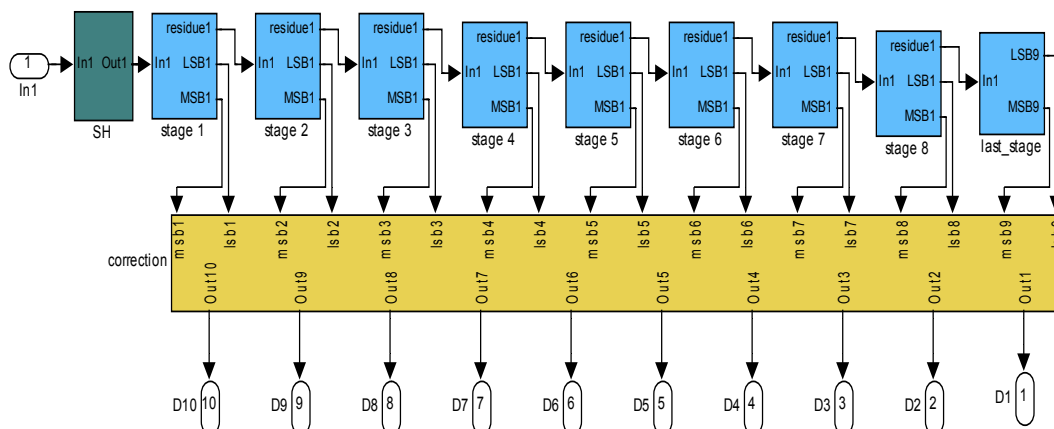 1
In1
In1 Out1
SH
residue1
In1 LSB1
MSB1
stage 1
residue1
In1 LSB1
MSB1
stage 2
residue1
In1 LSB1
MSB1
stage 3
residue1
In1 LSB1
MSB1
stage 4
residue1
In1 LSB1
MSB1
stage 5
residue1
In1 LSB1
MSB1
stage 6
residue1
In1 LSB1
MSB1
stage 7
residue1
In1 LSB1
MSB1
stage 8
LSB9
In1
MSB9
last_stage
correction
msb1
lsb1
msb2
lsb2
msb3
lsb3
msb4
lsb4
msb5
lsb5
msb6
lsb6
msb7
lsb7
msb8
lsb8
msb9
Out10
Out9
Out8
Out7
Out6
Out5
Out4
Out3
Out2
Out1
D10 10
D9 9
D8 8
D7 7
D6 6
D5 5
D4 4
D3 3
D2 2
D1 1